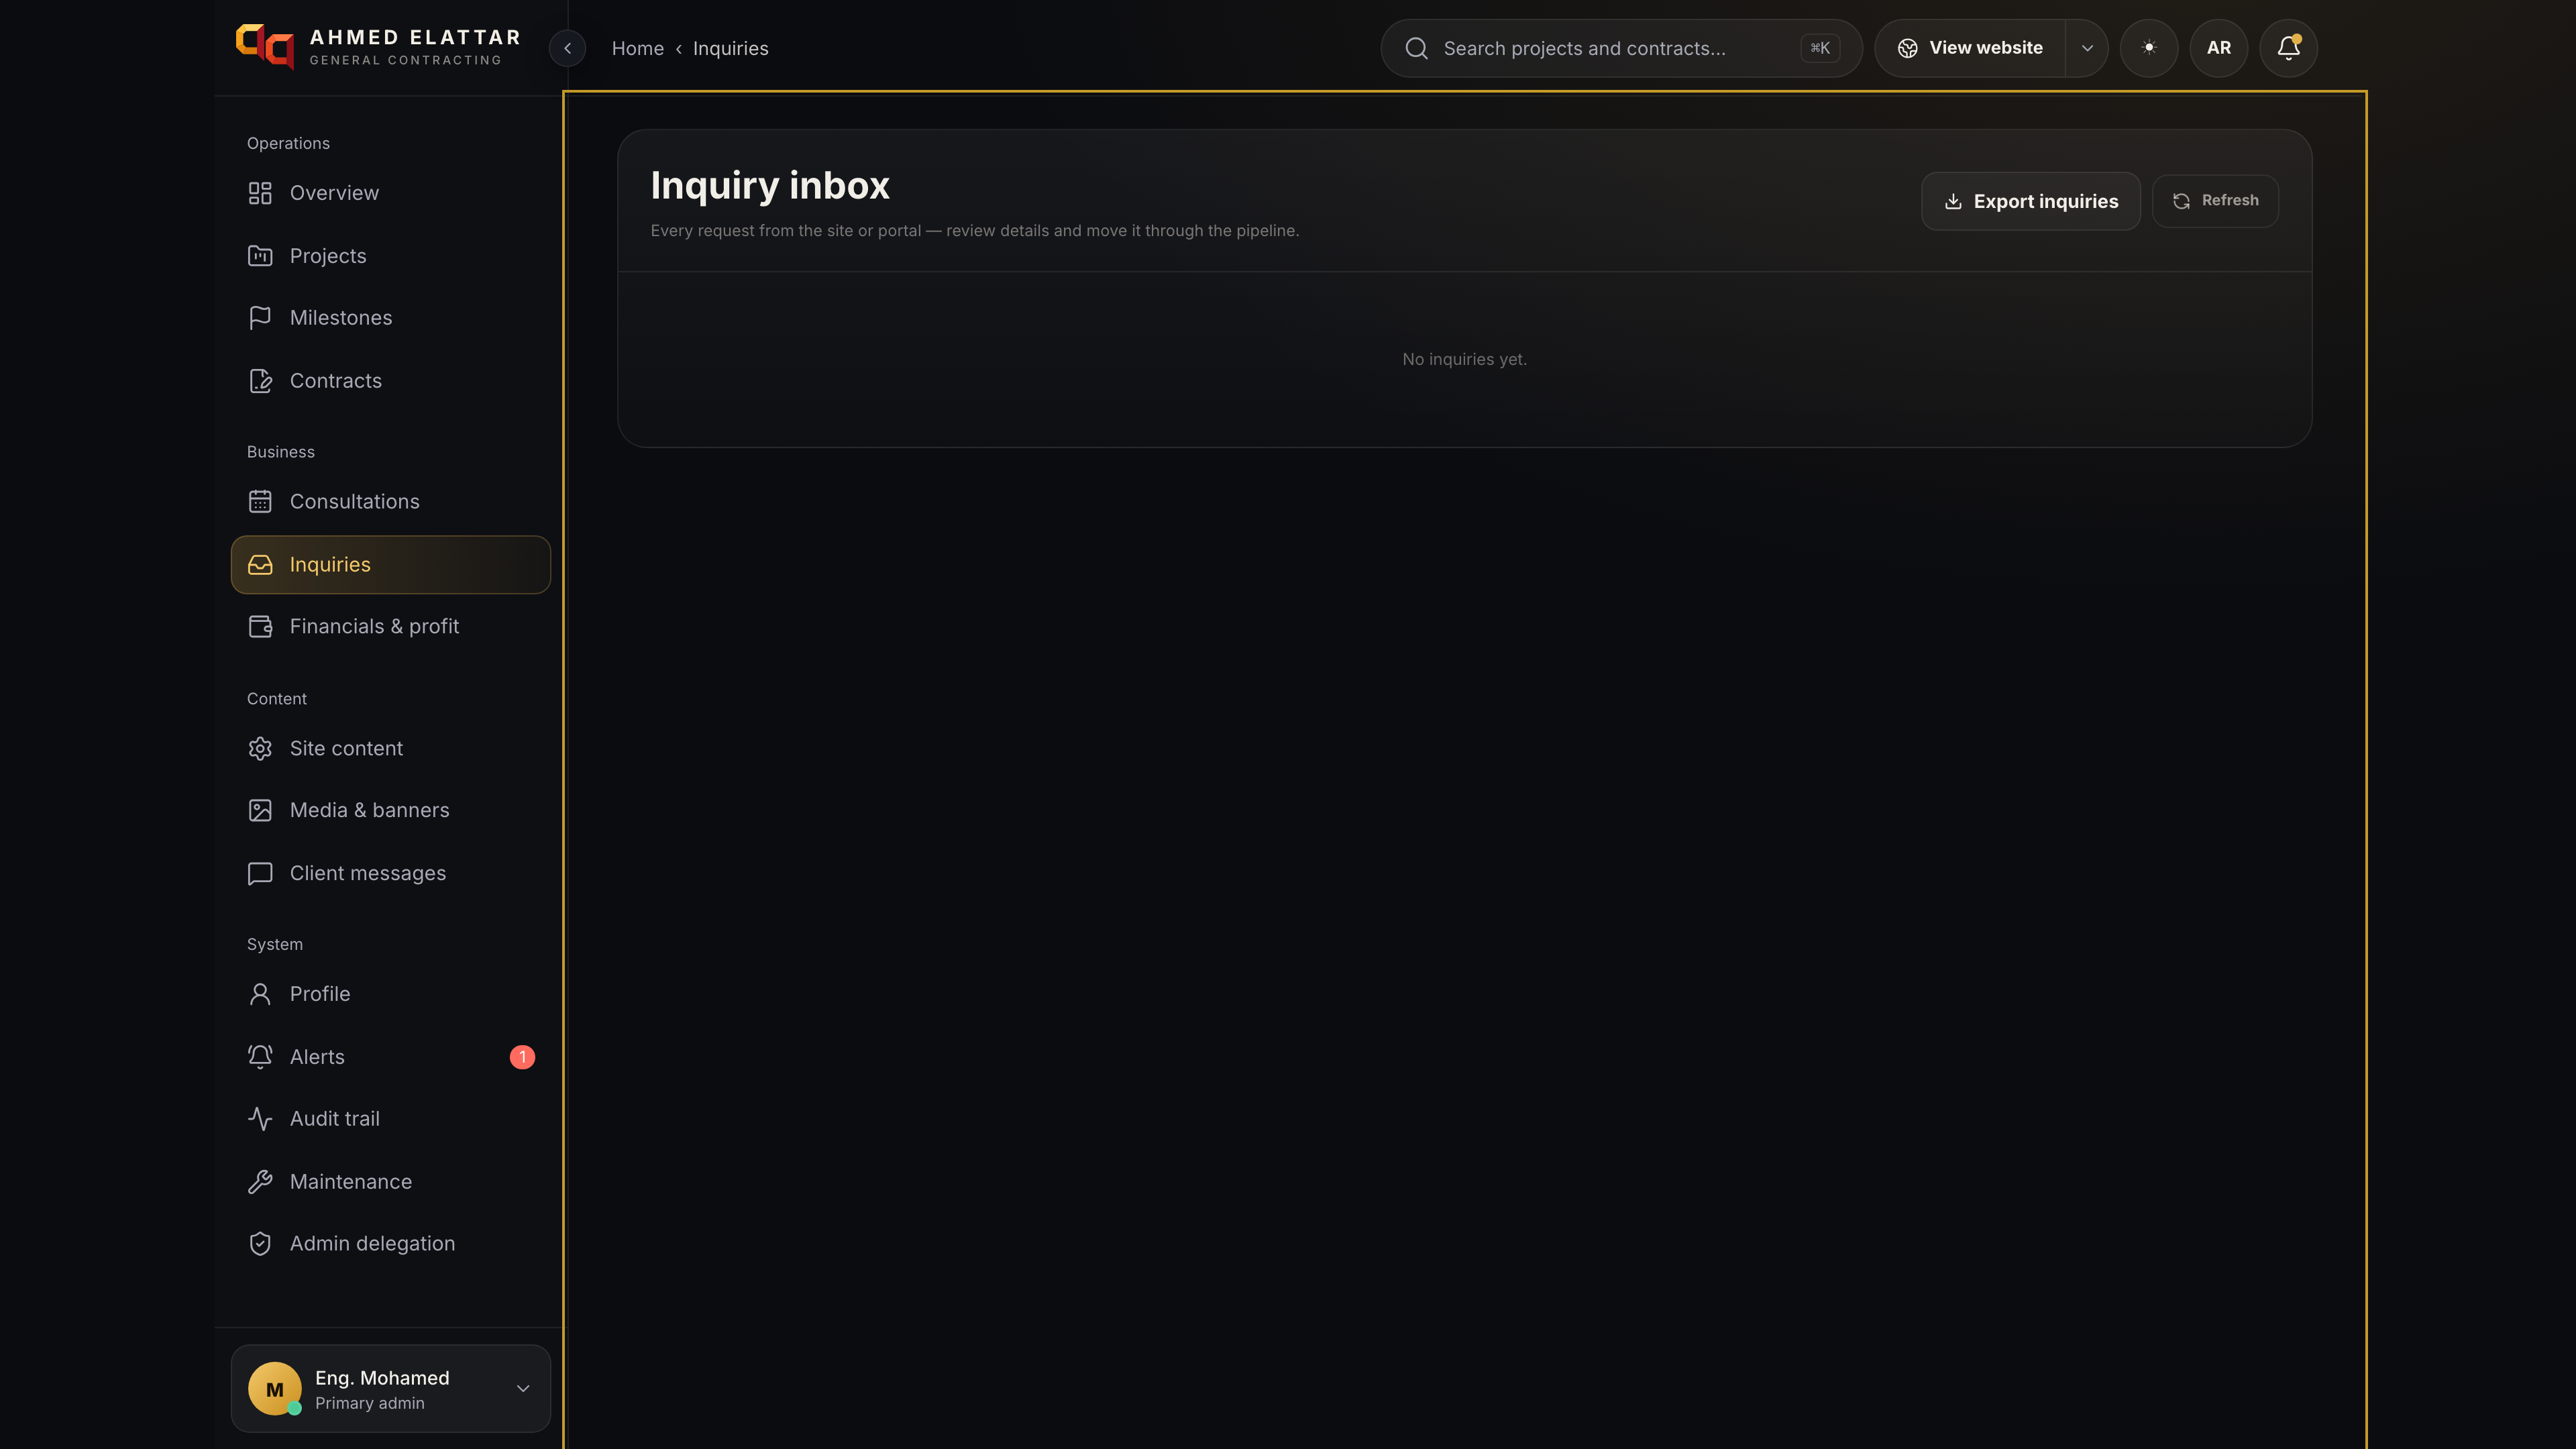 AHMED ELATTAR
GENERAL CONTRACTING
Home ‹ Inquiries
Search projects and contracts...
⌘K
View website
AR
Operations
Overview
Projects
Milestones
Contracts
Business
Consultations
Inquiries
Financials & profit
Content
Site content
Media & banners
Client messages
System
Profile
Alerts
1
Audit trail
Maintenance
Admin delegation
M
Eng. Mohamed
Primary admin
Inquiry inbox
Every request from the site or portal — review details and move it through the pipeline.
Export inquiries
Refresh
No inquiries yet.